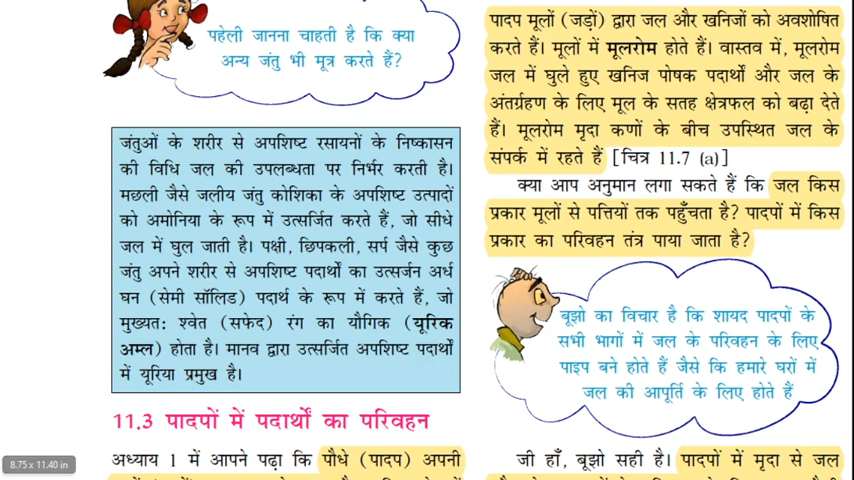 पहेली जानना चाहती है कि क्या
अन्य जंतु भी मूत्र करते हैं?
जंतुओं के शरीर से अपशिष्ट रसायनों के निष्कासन
की विधि जल की उपलब्धता पर निर्भर करती है।
मछली जैसे जलीय जंतु कोशिका के अपशिष्ट उत्पादों
को अमोनिया के रूप में उत्सर्जित करते हैं, जो सीधे
जल में घुल जाती है। पक्षी, छिपकली, सर्प जैसे कुछ
जंतु अपने शरीर से अपशिष्ट पदार्थों का उत्सर्जन अर्ध
घन (सेमी सॉलिड) पदार्थ के रूप में करते हैं, जो
मुख्यत: श्वेत (सफेद) रंग का यौगिक (यूरिक
अम्ल) होता है। मानव द्वारा उत्सर्जित अपशिष्ट पदार्थों
में यूरिया प्रमुख है।
11.3 पादपों में पदार्थों का परिवहन
अध्याय 1 में आपने पढ़ा कि पौधे (पादप) अपनी
पादप मूलों (जड़ों) द्वारा जल और खनिजों को अवशोषित
करते हैं। मूलों में मूलरोम होते हैं। वास्तव में, मूलरोम
जल में घुले हुए खनिज पोषक पदार्थों और जल के
अंतर्ग्रहण के लिए मूल के सतह क्षेत्रफल को बढ़ा देते
हैं। मूलरोम मृदा कणों के बीच उपस्थित जल के
संपर्क में रहते हैं [चित्र 11.7 (a)]
क्या आप अनुमान लगा सकते हैं कि जल किस
प्रकार मूलों से पत्तियों तक पहुँचता है? पादपों में किस
प्रकार का परिवहन तंत्र पाया जाता है?
बूझो का विचार है कि शायद पादपों के
सभी भागों में जल के परिवहन के लिए
पाइप बने होते हैं जैसे कि हमारे घरों में
जल की आपूर्ति के लिए होते हैं
जी हाँ, बूझो सही है। पादपों में मृदा से जल
8.75 x 11.40 in